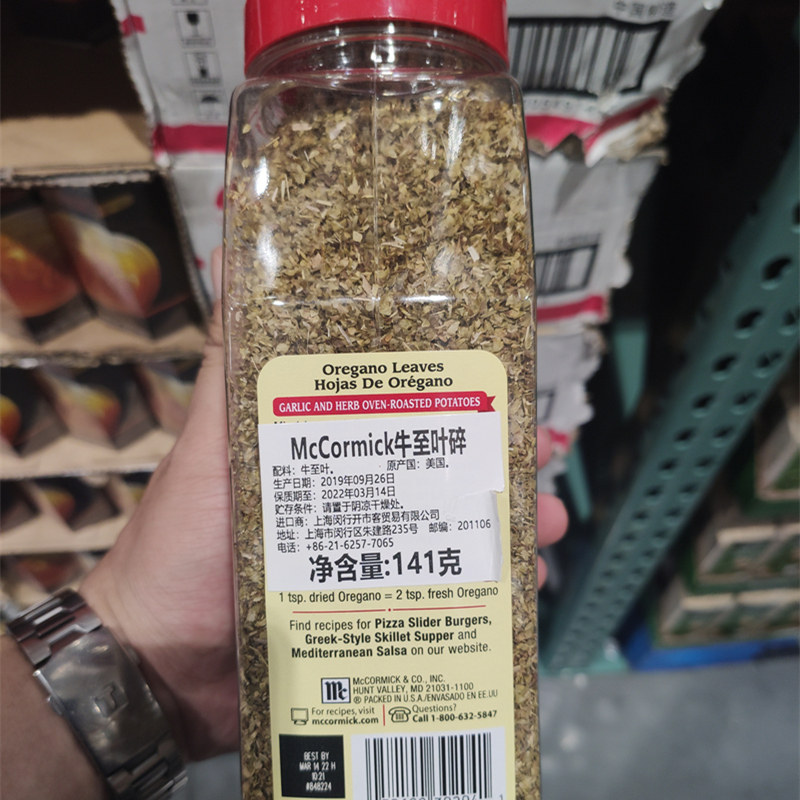 中国制造
Oregano Leaves
Hojas De Orégano
GARLIC AND HERB OVEN-ROASTED POTATOES
McCormick牛至叶碎
配料：牛至叶。 · 原产国：美国。
生产日期：2019年09月26日
保质期至：2022年03月14日
贮存条件：请置于阴凉干燥处。
进口商：上海闵行开市客贸易有限公司
地址：上海市闵行区朱建路235号 邮编：201106
电话：+86-21-6257-7065
净含量:141克
1 tsp. dried Oregano = 2 tsp. fresh Oregano
Find recipes for Pizza Slider Burgers,
Greek-Style Skillet Supper and
Mediterranean Salsa on our website.
Mc
McCORMICK & CO., INC.
HUNT VALLEY, MD 21031-1100
® PACKED IN U.S.A./ENVASADO EN EE.UU
For recipes, visit
mccormick.com
Questions?
Call 1-800-632-5847
BEST BY
MAR 14 22 H
10:21
#848224